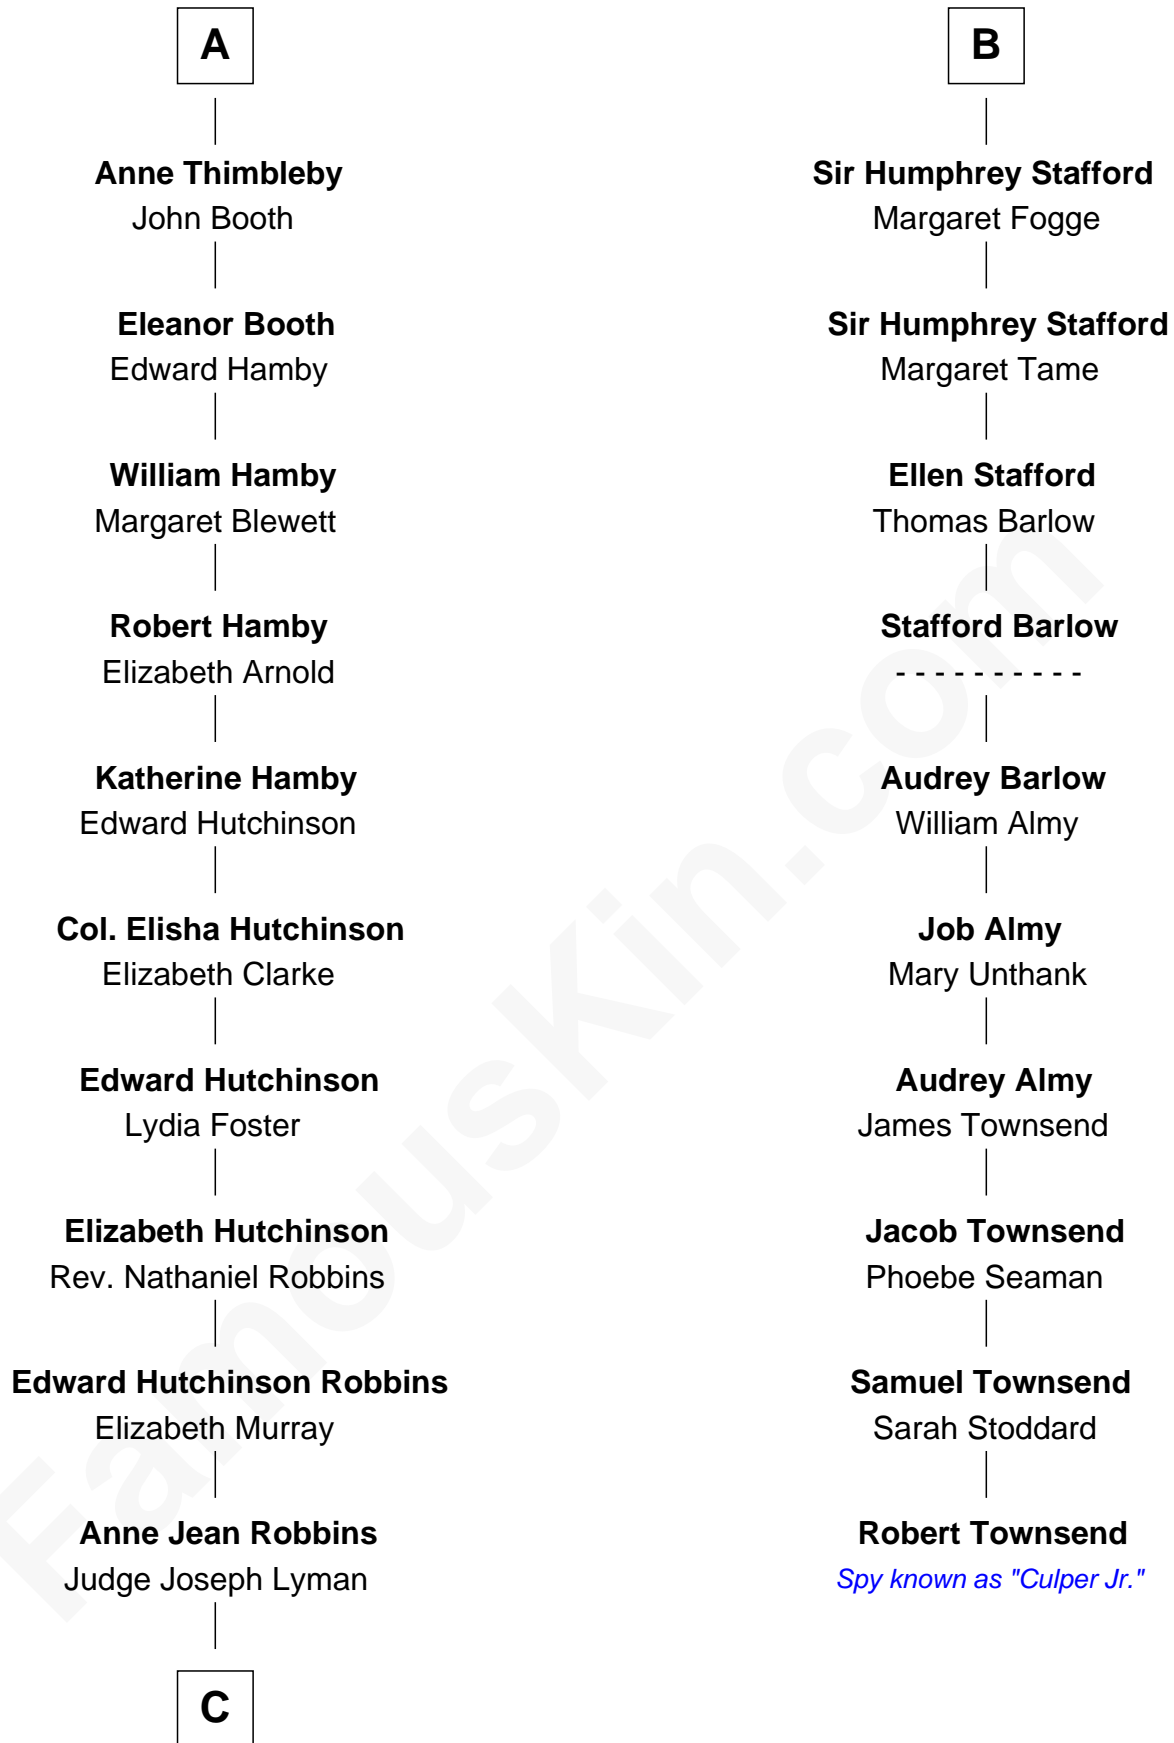 A
Anne Thimbleby
John Booth
Eleanor Booth
Edward Hamby
William Hamby
Margaret Blewett
Robert Hamby
Elizabeth Arnold
Katherine Hamby
Edward Hutchinson
Col. Elisha Hutchinson
Elizabeth Clarke
Edward Hutchinson
Lydia Foster
Elizabeth Hutchinson
Rev. Nathaniel Robbins
Edward Hutchinson Robbins
Elizabeth Murray
Anne Jean Robbins
Judge Joseph Lyman
C
B
Sir Humphrey Stafford
Margaret Fogge
Sir Humphrey Stafford
Margaret Tame
Ellen Stafford
Thomas Barlow
Stafford Barlow
- - - - - - - - - -
Audrey Barlow
William Almy
Job Almy
Mary Unthank
Audrey Almy
James Townsend
Jacob Townsend
Phoebe Seaman
Samuel Townsend
Sarah Stoddard
Robert Townsend
Spy known as "Culper Jr."
FamousKin.com